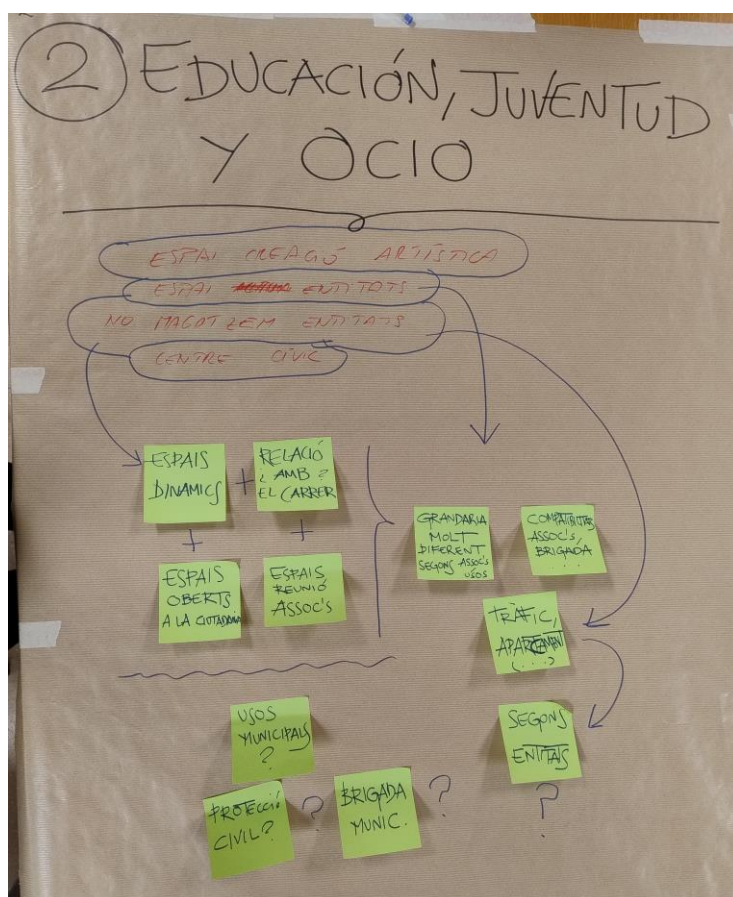 2 EDUCACIÓN, JUVENTUD
Y OCIO
ESPAI CREACIÓ ARTÍSTICA
ESPAI ENTITATS
NO MAGATZEM ENTITATS
CENTRE CÍVIC
ESPAIS
DINAMICS
+
RELACIÓ
¿ AMB ?
EL CARRER
+
+
ESPAIS
OBERTS
A LA CIUTADANIA
ESPAIS
REUNIÓ
ASSOC'S
GRANDARIA
MOLT
DIFERENT
SEGONS ASSOC'S
USOS
ASSOC'S,
BRIGADA
...
TRÀFIC,
APARCAMENT
(...)
SEGONS
ENTITATS
?
USOS
MUNICIPALS
?
PROTECCIÓ
CIVIL?
?
BRIGADA
MUNIC.
?